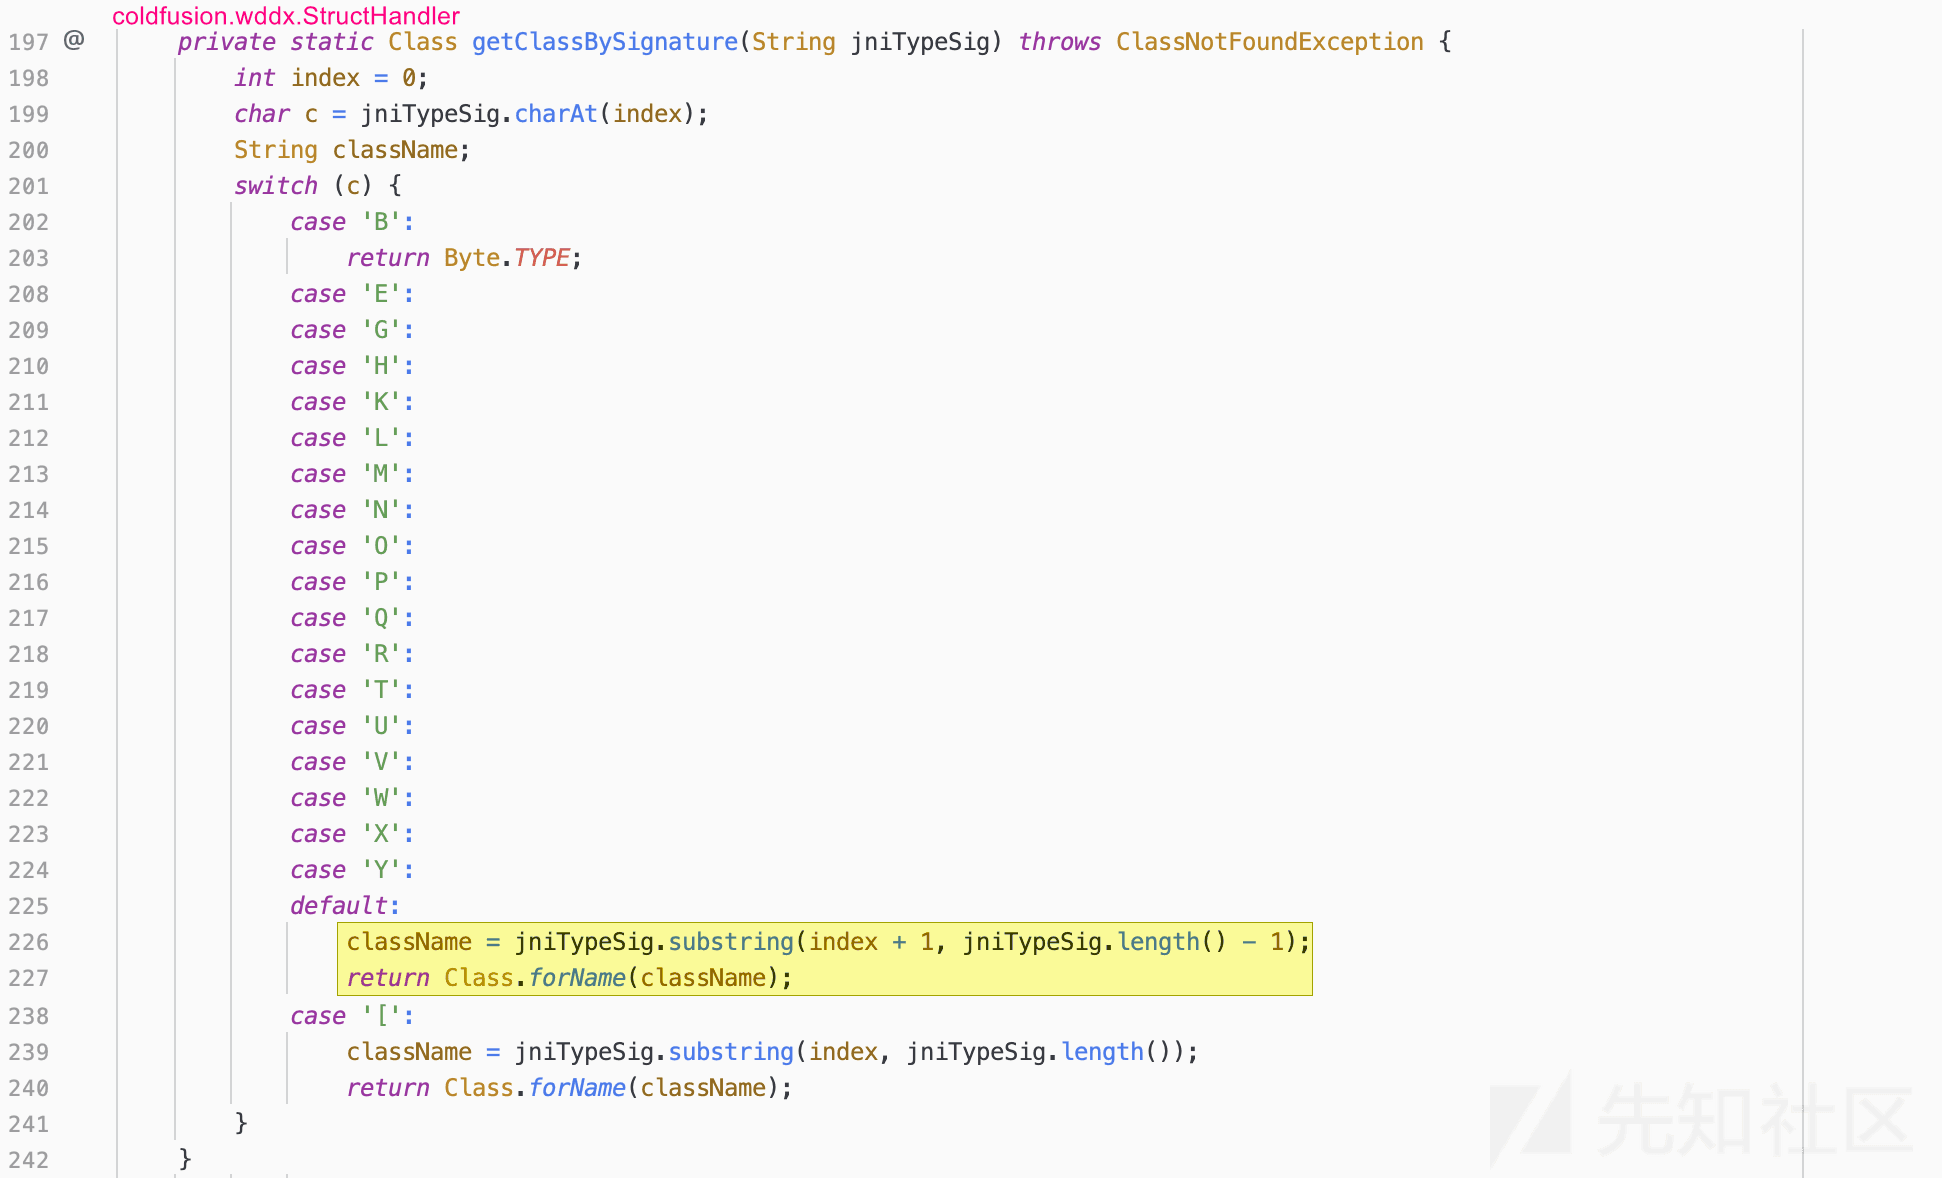 coldfusion.wddx.StructHandler
197 @ private static Class getClassBySignature(String jniTypeSig) throws ClassNotFoundException {
198 int index = 0;
199 char c = jniTypeSig.charAt(index);
200 String className;
201 switch (c) {
202 case 'B':
203 return Byte.TYPE;
208 case 'E':
209 case 'G':
210 case 'H':
211 case 'K':
212 case 'L':
213 case 'M':
214 case 'N':
215 case 'O':
216 case 'P':
217 case 'Q':
218 case 'R':
219 case 'T':
220 case 'U':
221 case 'V':
222 case 'W':
223 case 'X':
224 case 'Y':
225 default:
226 className = jniTypeSig.substring(index + 1, jniTypeSig.length() - 1);
227 return Class.forName(className);
238 case '[':
239 className = jniTypeSig.substring(index, jniTypeSig.length());
240 return Class.forName(className);
241 }
242 }
先知社区